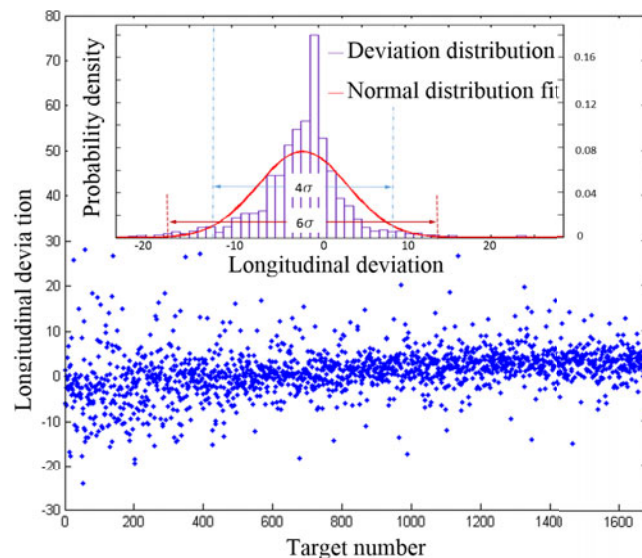 80
70
60
50
40
30
20
10
0
-10
-20
-30
Longitudinal devia tion
0 200 400 600 800 1000 1200 1400 1600
Target number
Probability density
Deviation distribution
Normal distribution fit
0.16
0.12
0.08
0.04
0
4σ
6σ
-20 -10 0 10 20
Longitudinal deviation